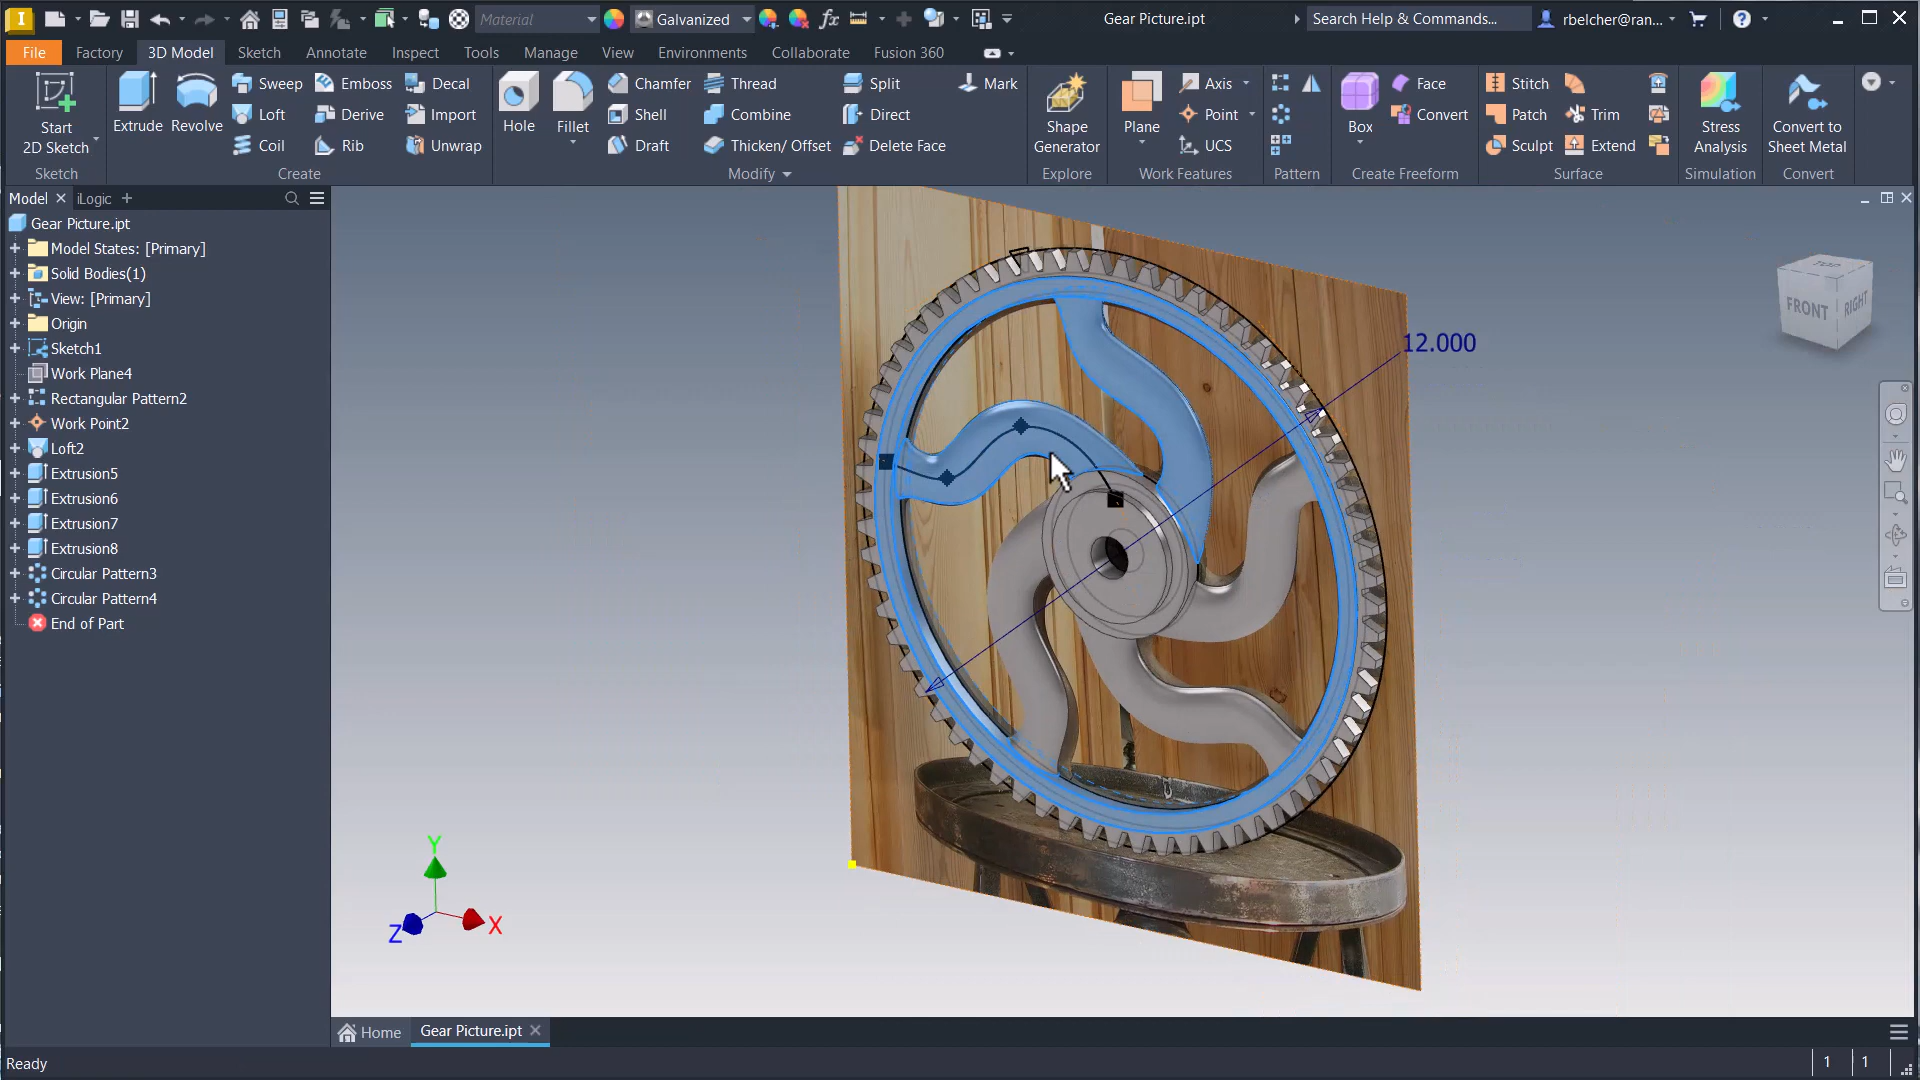 Material
Galvanized
fx
Gear Picture.ipt
Search Help & Commands...
rbelcher@ran...
File Factory 3D Model Sketch Annotate Inspect Tools Manage View Environments Collaborate Fusion 360
Start
2D Sketch
Sketch
Extrude
Revolve
Sweep
Loft
Coil
Emboss
Derive
Rib
Decal
Import
Unwrap
Create
Hole
Fillet
Chamfer
Shell
Draft
Thread
Combine
Thicken/ Offset
Split
Direct
Delete Face
Mark
Modify
Shape
Generator
Explore
Plane
Axis
Point
UCS
Work Features
Pattern
Box
Face
Convert
Create Freeform
Stitch
Patch
Sculpt
Trim
Extend
Surface
Stress
Analysis
Simulation
Convert to
Sheet Metal
Convert
Model
iLogic
Gear Picture.ipt
Model States: [Primary]
Solid Bodies(1)
View: [Primary]
Origin
Sketch1
Work Plane4
Rectangular Pattern2
Work Point2
Loft2
Extrusion5
Extrusion6
Extrusion7
Extrusion8
Circular Pattern3
Circular Pattern4
End of Part
12.000
TOP
FRONT
RIGHT
Y
Z
X
Home
Gear Picture.ipt
Ready
1 1